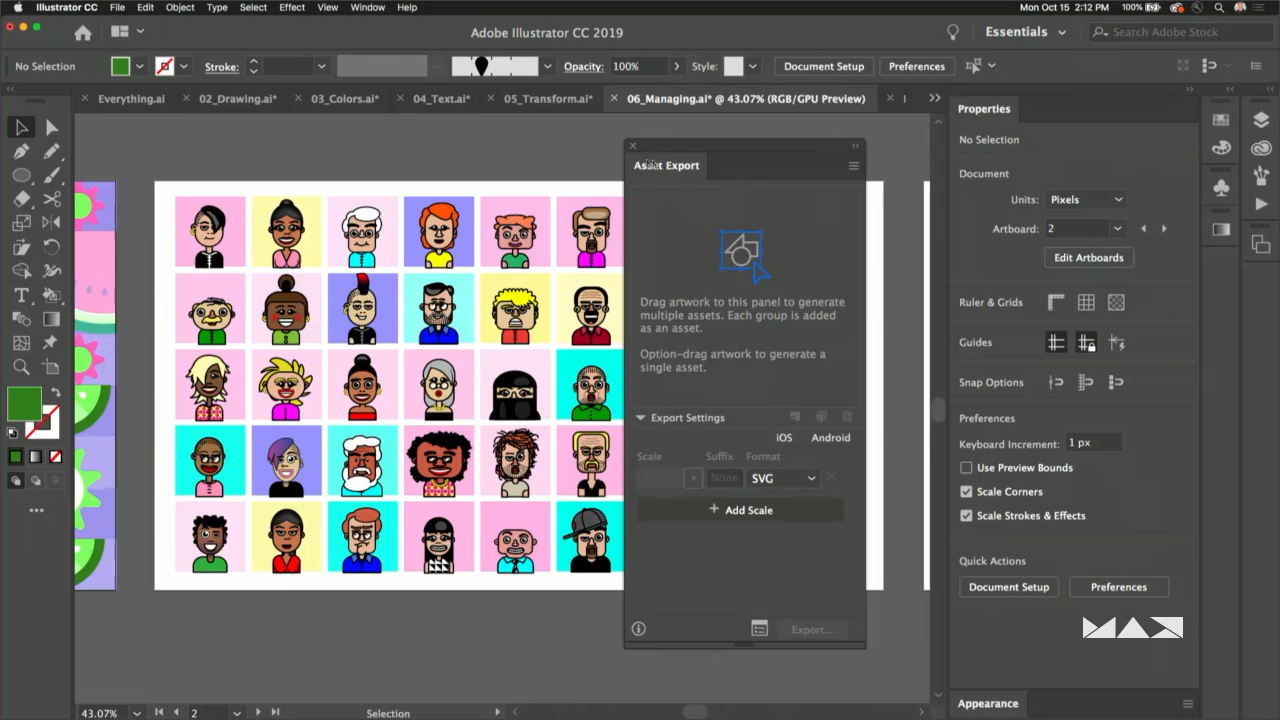 Illustrator CC File Edit Object Type Select Effect View Window Help Mon Oct 15 2:12 PM 100%
Adobe Illustrator CC 2019 Essentials Search Adobe Stock
No Selection Stroke: Opacity: 100% Style: Document Setup Preferences
Everything.ai 02_Drawing.ai* 03_Colors.ai* 04_Text.ai* 05_Transform.ai* 06_Managing.ai* @ 43.07% (RGB/GPU Preview)
Asset Export
Drag artwork to this panel to generate
multiple assets. Each group is added
as an asset.
Option-drag artwork to generate a
single asset.
Export Settings
iOS Android
Scale Suffix Format
None SVG
+ Add Scale
Export...
Properties
No Selection
Document
Units: Pixels
Artboard: 2
Edit Artboards
Ruler & Grids
Guides
Snap Options
Preferences
Keyboard Increment: 1 px
Use Preview Bounds
Scale Corners
Scale Strokes & Effects
Quick Actions
Document Setup Preferences
MAX
Appearance
43.07% 2 Selection